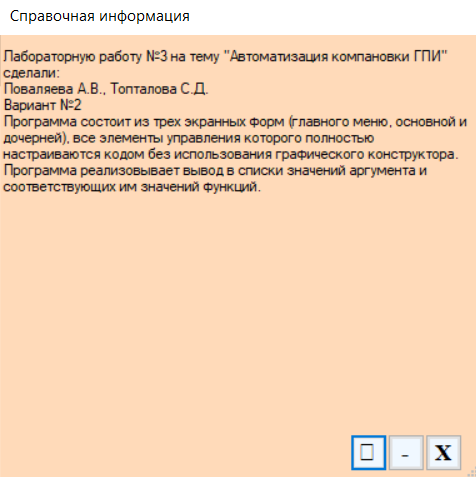 Справочная информация
Лабораторную работу №3 на тему "Автоматизация компановки ГПИ"
сделали:
Поваляева А.В., Топталова С.Д.
Вариант №2
Программа состоит из трех экранных форм (главного меню, основной и
дочерней), все элементы управления которого полностью
настраиваются кодом без использования графического конструктора.
Программа реализовывает вывод в списки значений аргумента и
соответствующих им значений функций.
□ - X